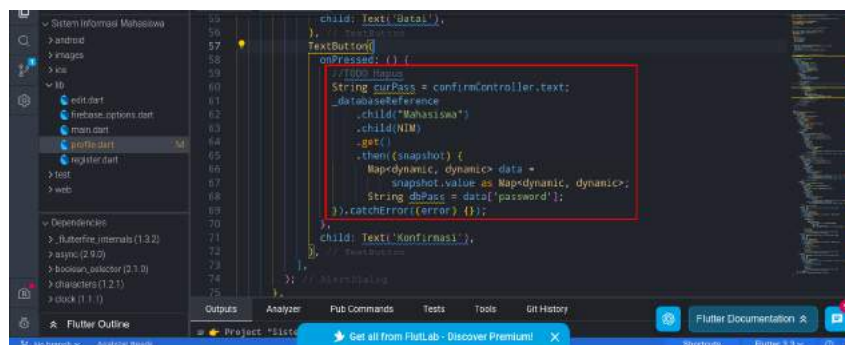 Sistem Informasi Mahasiswa
> android
> images
> ios
lib
edit.dart
firebase_options.dart
main.dart
profile.dart M
register.dart
> test
> web
Dependencies
> _flutterfire_internals (1.3.2)
> async (2.9.0)
> boolean_selector (2.1.0)
> characters (1.2.1)
> clock (1.1.1)
Flutter Outline
55 child: Text('Batal'),
56 ), // TextButton
57 TextButton(
58 onPressed: () {
59 //TODO Hapus
60 String curPass = confirmController.text;
61 _databaseReference
62 .child("Mahasiswa")
63 .child(NIM)
64 .get()
65 .then((snapshot) {
66 Map<dynamic, dynamic> data =
67 snapshot.value as Map<dynamic, dynamic>;
68 String dbPass = data['password'];
69 }).catchError((error) {});
70 },
71 child: Text('Konfirmasi'),
72 ), // TextButton
73 ],
74 ); // AlertDialog
75 },
Outputs Analyzer Pub Commands Tests Tools Git History
Project "Siste
Get all from FlutLab - Discover Premium! X
Flutter Documentation